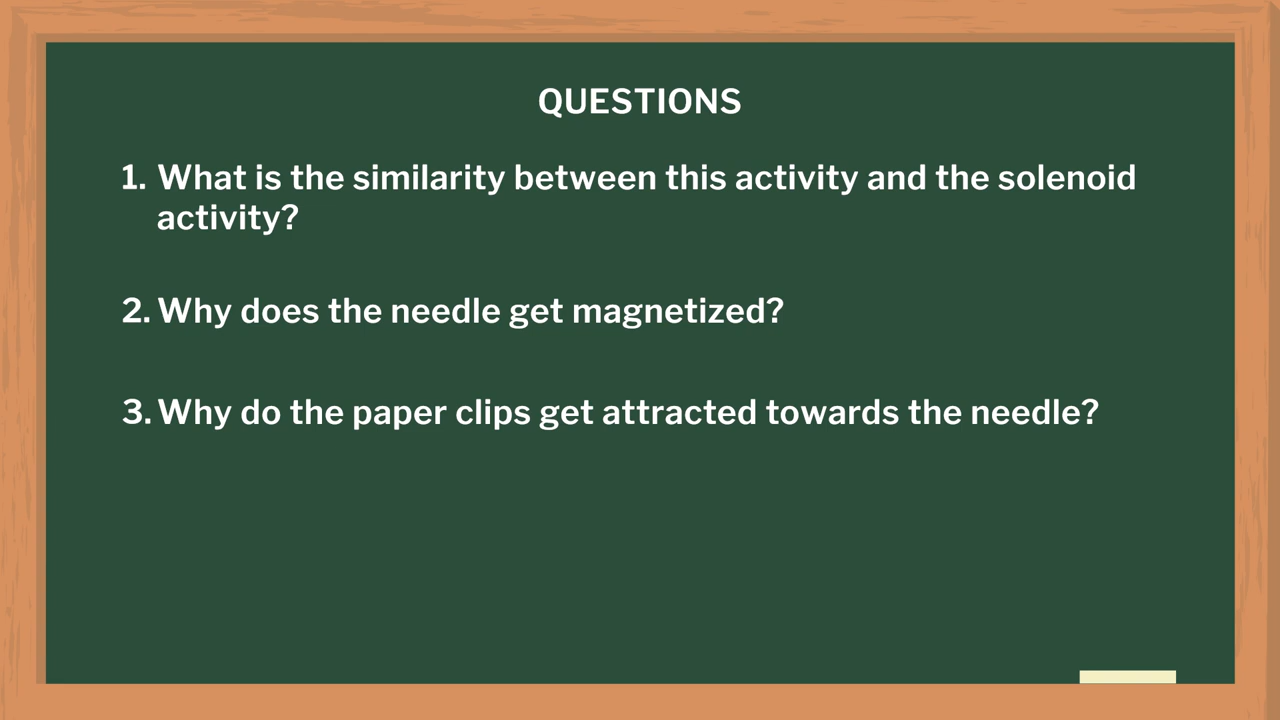 QUESTIONS
1. What is the similarity between this activity and the solenoid
activity?
2. Why does the needle get magnetized?
3. Why do the paper clips get attracted towards the needle?